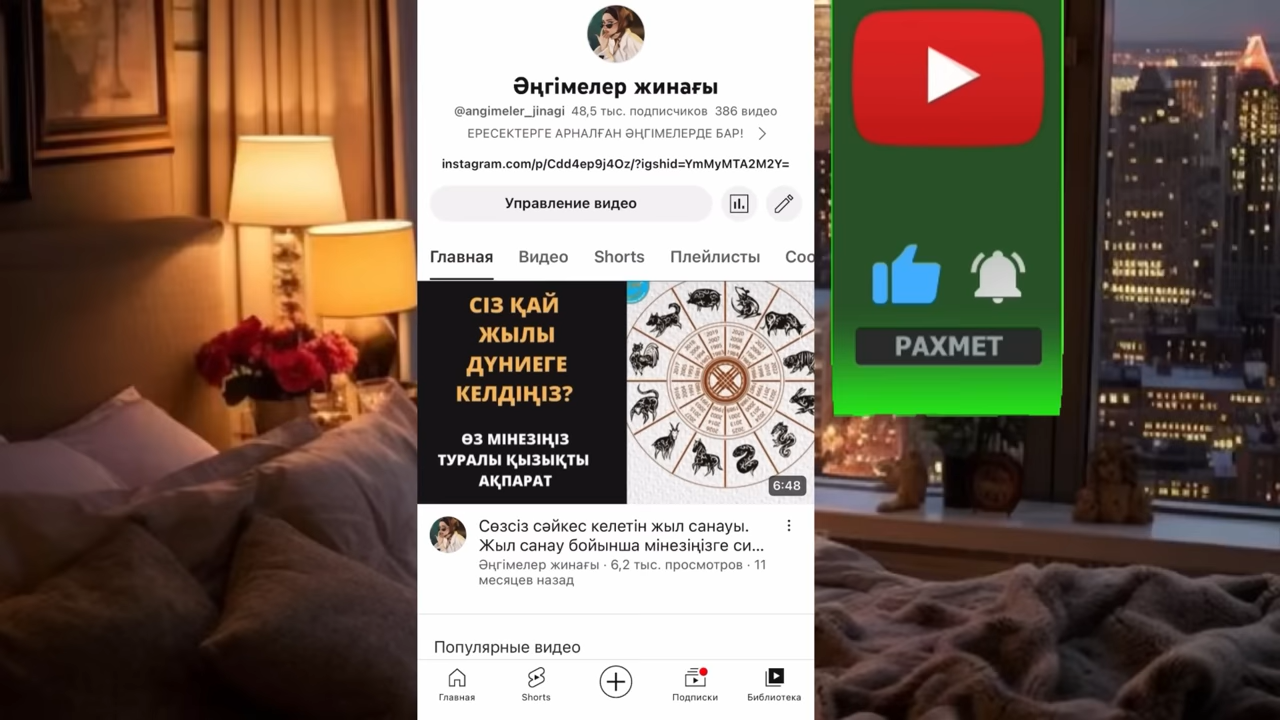 Әңгімелер жинағы
@angimeler_jinagi 48,5 тыс. подписчиков 386 видео
ЕРЕСЕКТЕРГЕ АРНАЛҒАН ӘҢГІМЕЛЕРДЕ БАР!
instagram.com/p/Cdd4ep9j4Oz/?igshid=YmMyMTA2M2Y=
Управление видео
Главная Видео Shorts Плейлисты Соо
СІЗ ҚАЙ
ЖЫЛЫ
ДҮНИЕГЕ
КЕЛДІҢІЗ?
ӨЗ МІНЕЗІҢІЗ
ТУРАЛЫ ҚЫЗЫҚТЫ
АҚПАРАТ
6:48
Сөзсіз сәйкес келетін жыл санауы.
Жыл санау бойынша мінезіңізге си...
Әңгімелер жинағы · 6,2 тыс. просмотров · 11
месяцев назад
Популярные видео
Главная Shorts Подписки Библиотека
РАХМЕТ